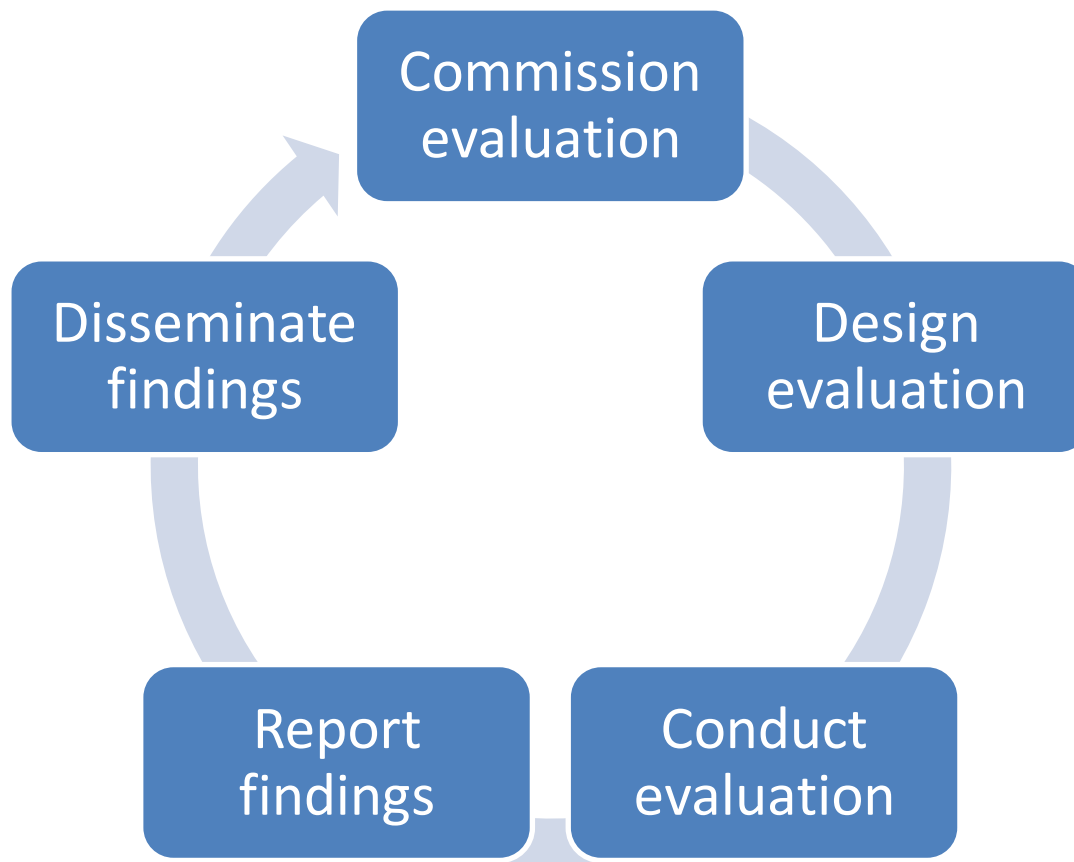 Commission
evaluation
Design
evaluation
Conduct
evaluation
Report
findings
Disseminate
findings